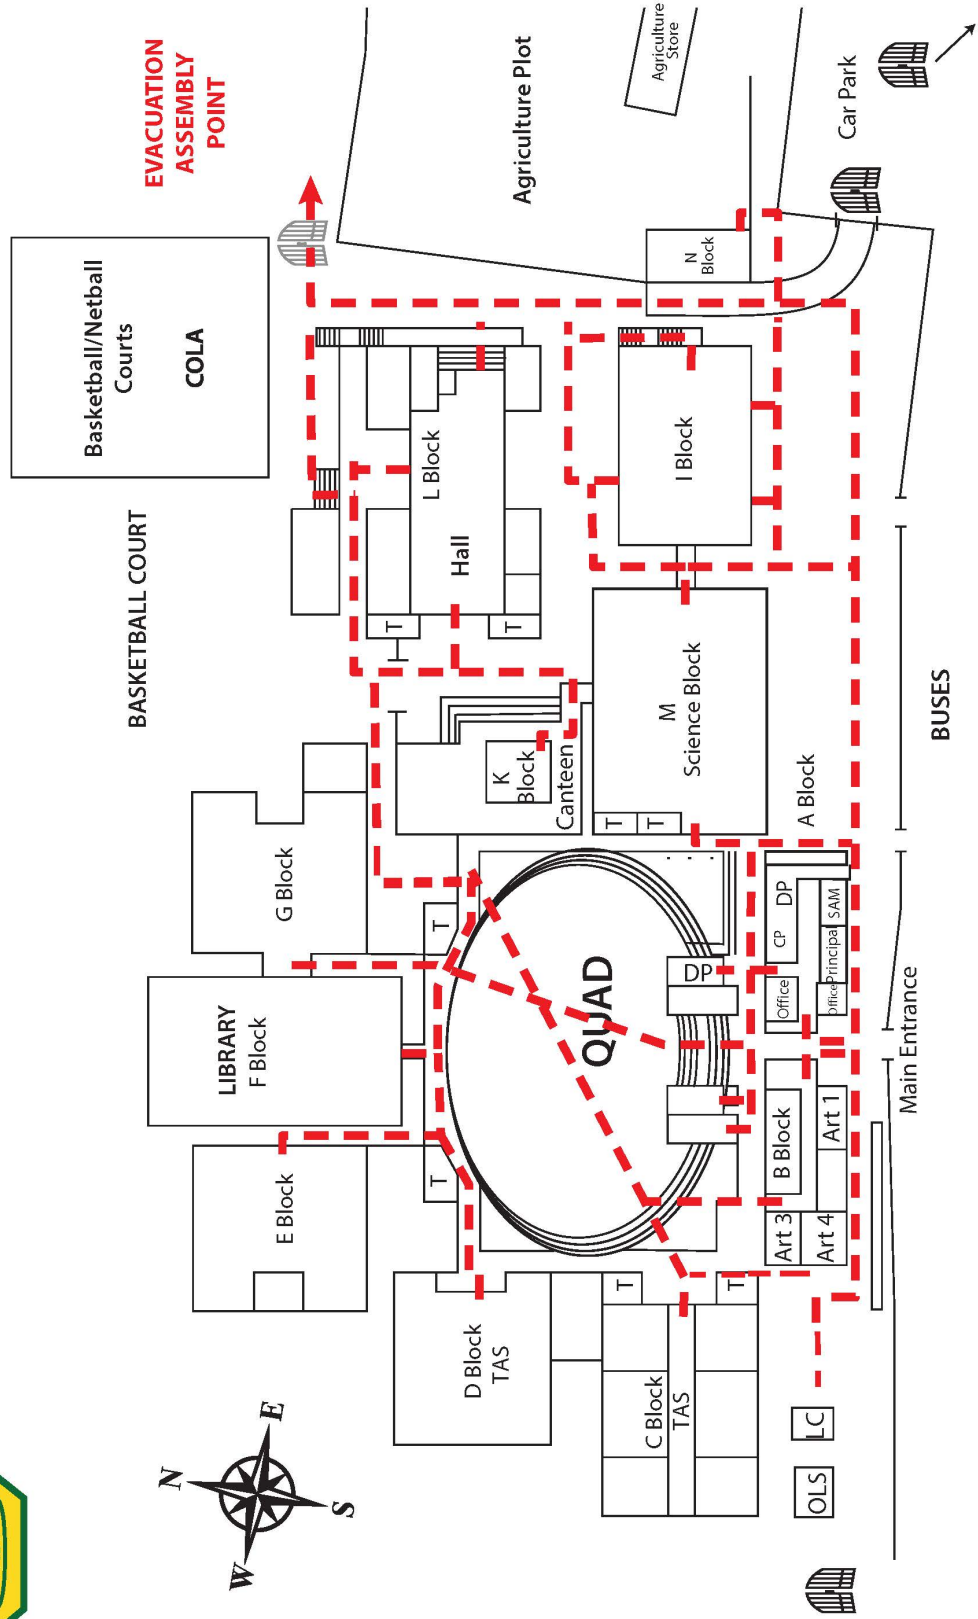 N
W
E
S
BASKETBALL COURT
Basketball/Netball
Courts
COLA
EVACUATION
ASSEMBLY
POINT
E Block
LIBRARY
F Block
G Block
T
T
D Block
TAS
K
Block
Canteen
T
T
L Block
Hall
Agriculture Plot
Agriculture
Store
C Block
TAS
T
T
QUAD
DP
T
T
M
Science Block
I Block
N
Block
OLS
LC
Art 3
Art 4
B Block
Art 1
Office
Office
CP
DP
Principal
SAM
A Block
Main Entrance
BUSES
Car Park